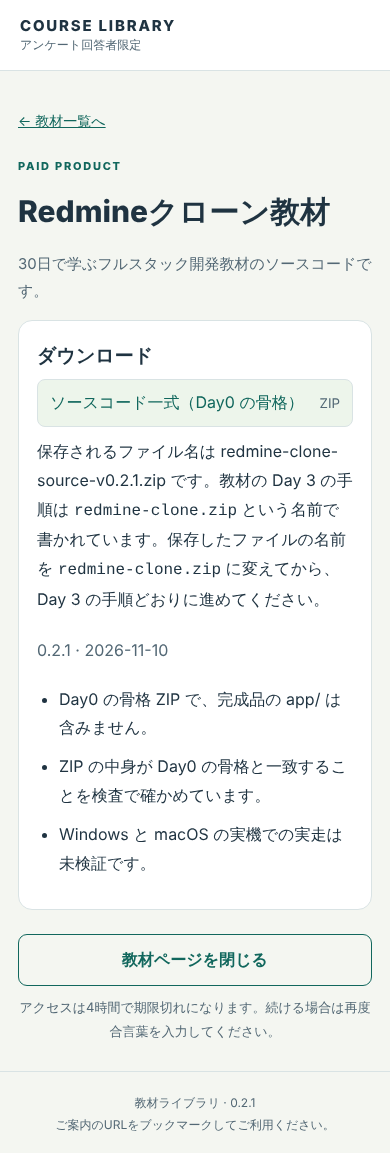 COURSE LIBRARY
アンケート回答者限定
← 教材一覧へ
PAID PRODUCT
Redmineクローン教材
30日で学ぶフルスタック開発教材のソースコードで
す。
ダウンロード
ソースコード一式（Day0 の骨格） ZIP
保存されるファイル名は redmine-clone-
source-v0.2.1.zip です。教材の Day 3 の手
順は redmine-clone.zip という名前で
書かれています。保存したファイルの名前
を redmine-clone.zip に変えてから、
Day 3 の手順どおりに進めてください。
0.2.1 · 2026-11-10
• Day0 の骨格 ZIP で、完成品の app/ は
含みません。
• ZIP の中身が Day0 の骨格と一致するこ
とを検査で確かめています。
• Windows と macOS の実機での実走は
未検証です。
教材ページを閉じる
アクセスは4時間で期限切れになります。続ける場合は再度
合言葉を入力してください。
教材ライブラリ · 0.2.1
ご案内のURLをブックマークしてご利用ください。